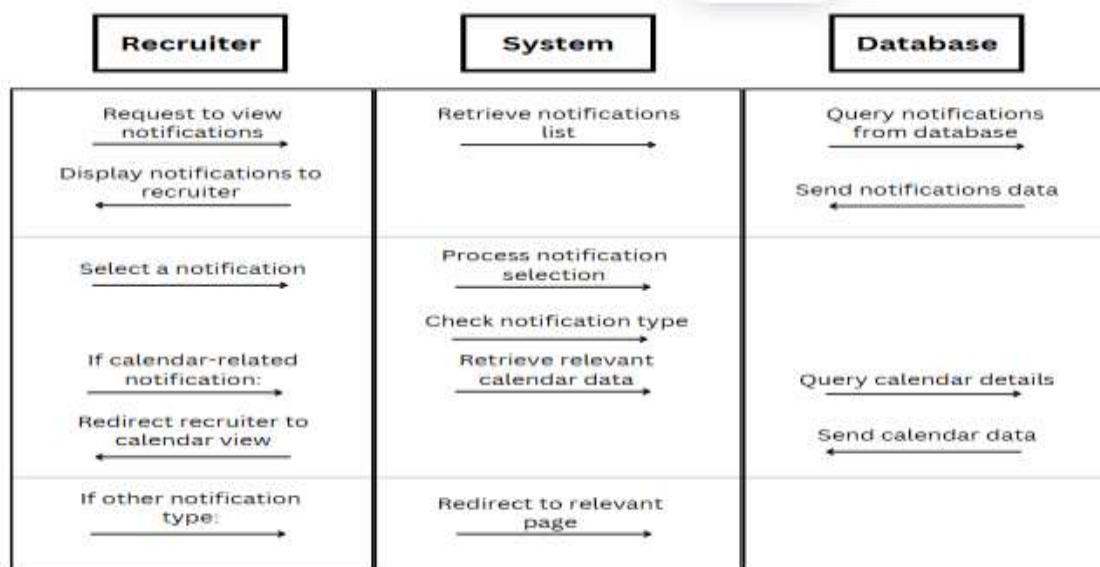 Recruiter
System
Database
Request to view
notifications
Retrieve notifications
list
Query notifications
from database
Display notifications to
recruiter
Send notifications data
Select a notification
Process notification
selection
Check notification type
If calendar-related
notification:
Retrieve relevant
calendar data
Query calendar details
Redirect recruiter to
calendar view
Send calendar data
If other notification
type:
Redirect to relevant
page